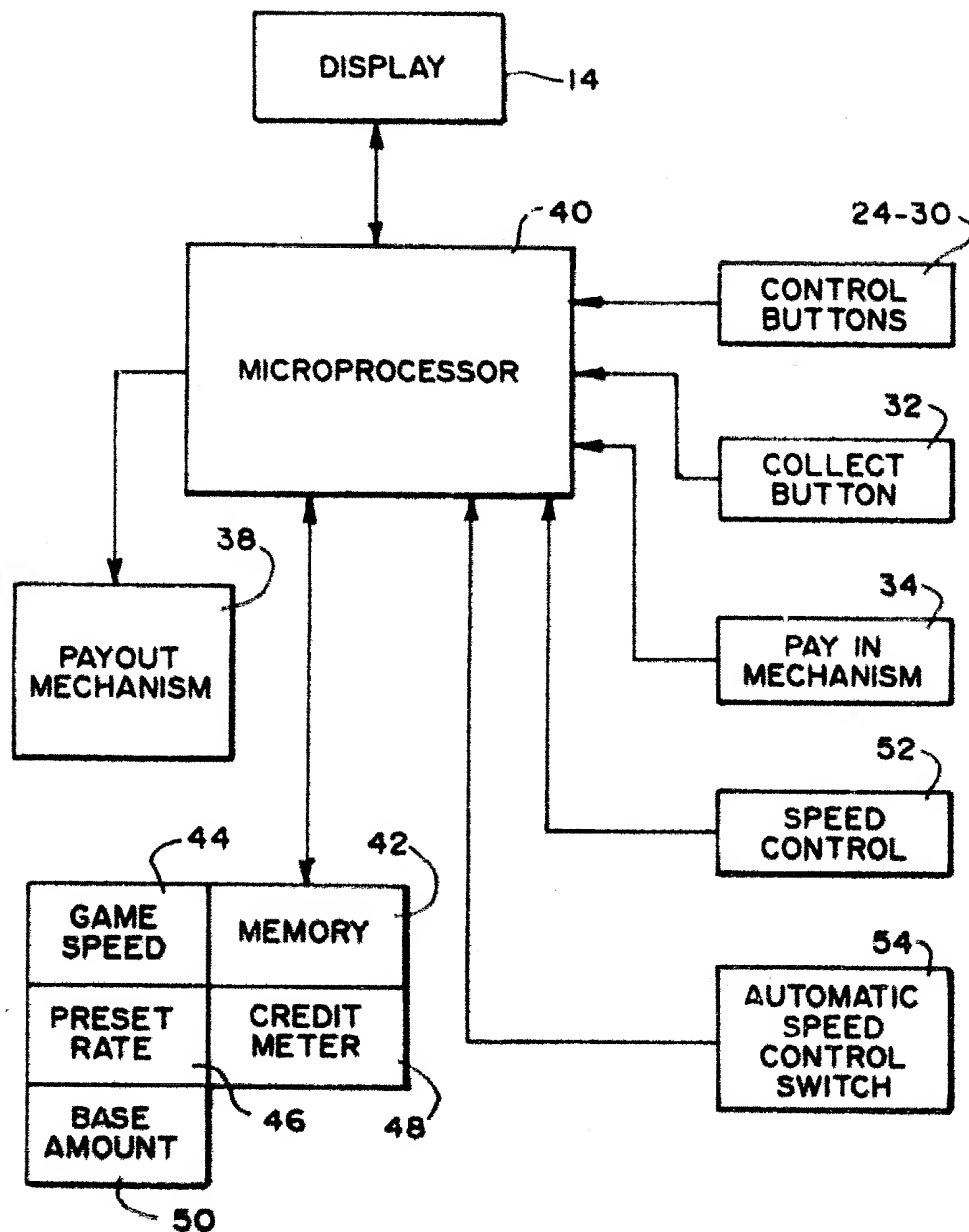 DISPLAY
14
40
24-30
CONTROL
BUTTONS
MICROPROCESSOR
32
COLLECT
BUTTON
38
34
PAYOUT
MECHANISM
PAY IN
MECHANISM
52
SPEED
CONTROL
44
42
GAME
SPEED
MEMORY
54
PRESET
RATE
CREDIT
METER
AUTOMATIC
SPEED
CONTROL
SWITCH
46
48
BASE
AMOUNT
50